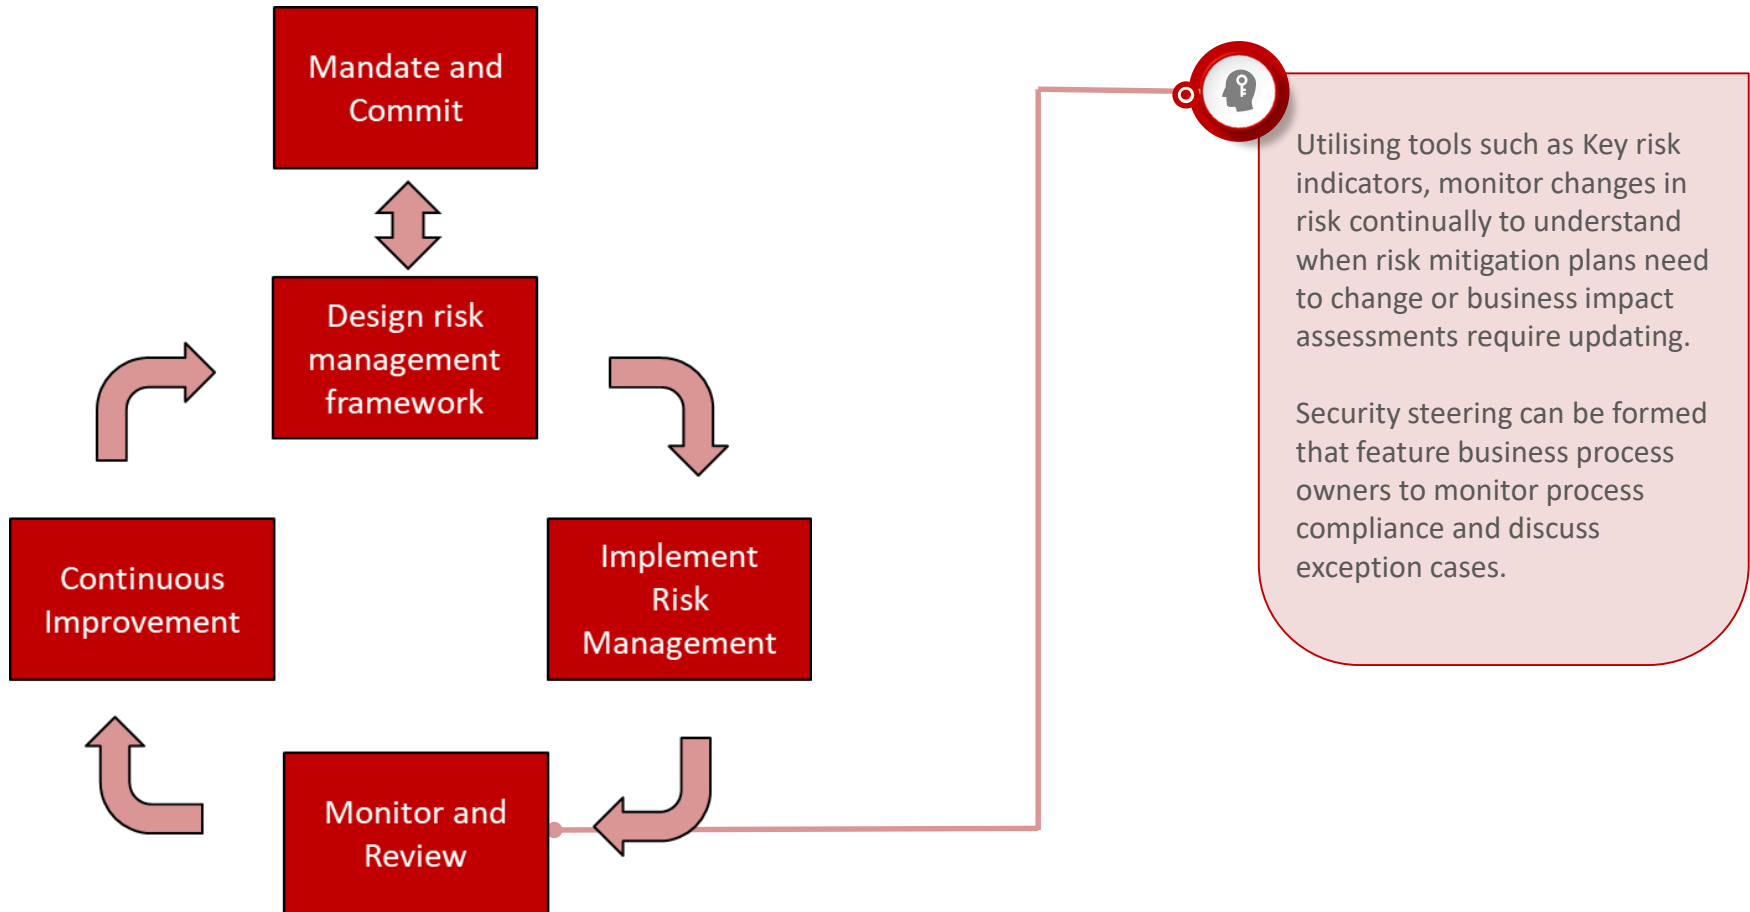 Mandate and
Commit
Design risk
management
framework
Continuous
Improvement
Implement
Risk
Management
Monitor and
Review
Utilising tools such as Key risk
indicators, monitor changes in
risk continually to understand
when risk mitigation plans need
to change or business impact
assessments require updating.
Security steering can be formed
that feature business process
owners to monitor process
compliance and discuss
exception cases.